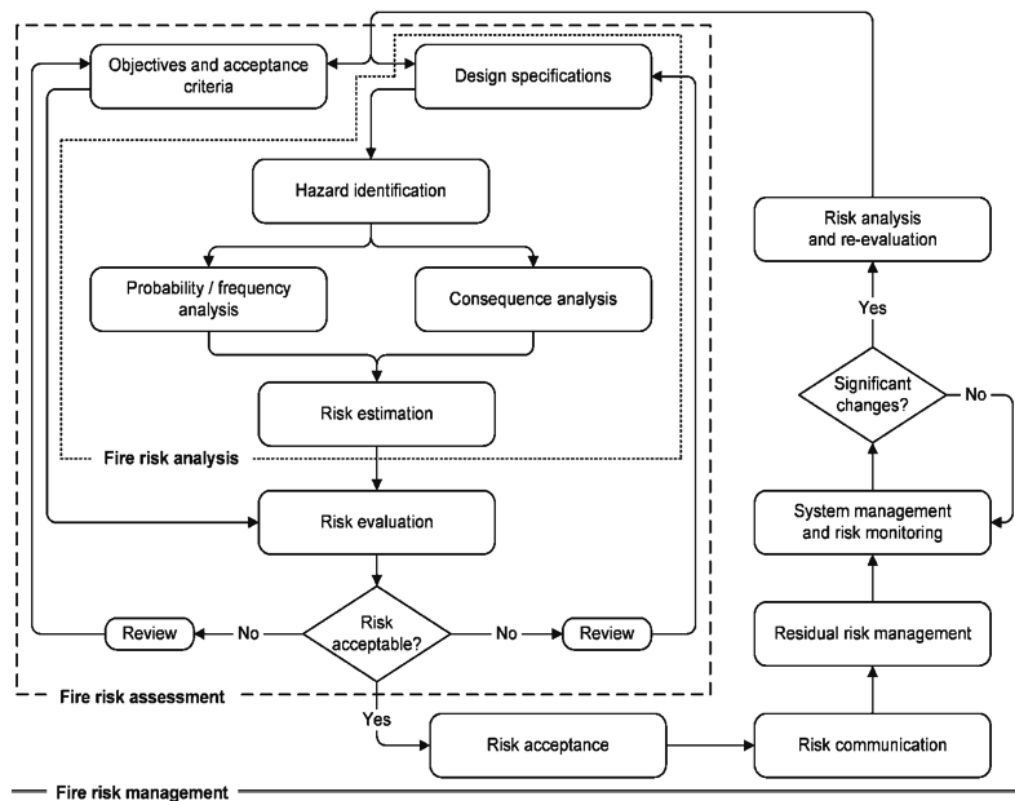 Objectives and acceptance
criteria
Design specifications
Hazard identification
Probability / frequency
analysis
Consequence analysis
Risk estimation
Fire risk analysis
Risk evaluation
Risk
acceptable?
No
Review
No
Review
Fire risk assessment
Yes
Risk acceptance
Risk communication
Residual risk management
System management
and risk monitoring
Significant
changes?
No
Yes
Risk analysis
and re-evaluation
Fire risk management